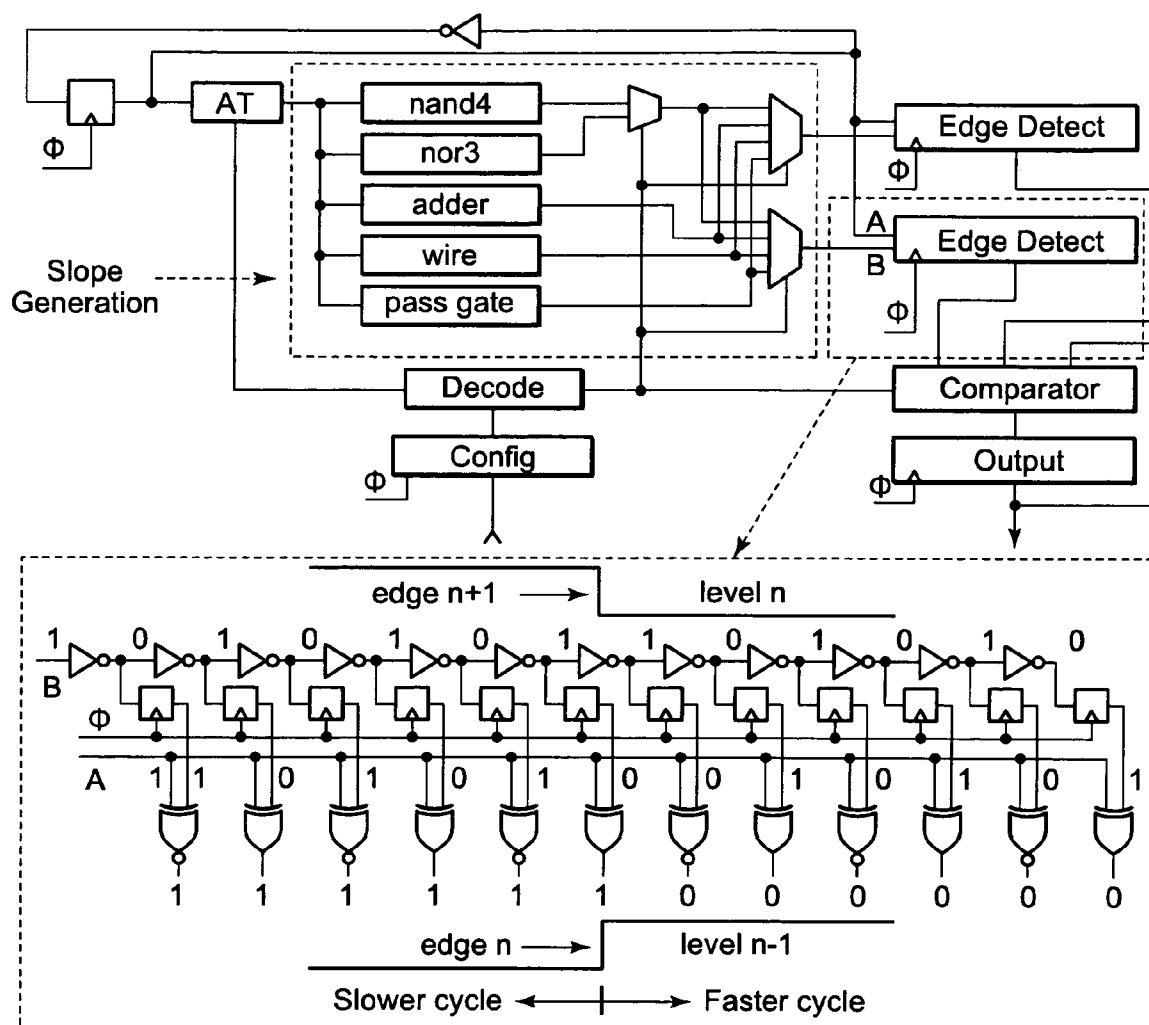 AT
nand4
nor3
adder
wire
pass gate
Slope
Generation
Φ
Edge Detect
Φ
A
B
Edge Detect
Φ
Decode
Config
Φ
Comparator
Output
Φ
edge n+1
level n
1 0 1 0 1 0 1 0 1 0 1 0
B
Φ
A
1 1 0 1 0 1 0 0 1 0 1 0 1
1 1 1 1 1 1 0 0 0 0 0 0
edge n
level n-1
Slower cycle
Faster cycle